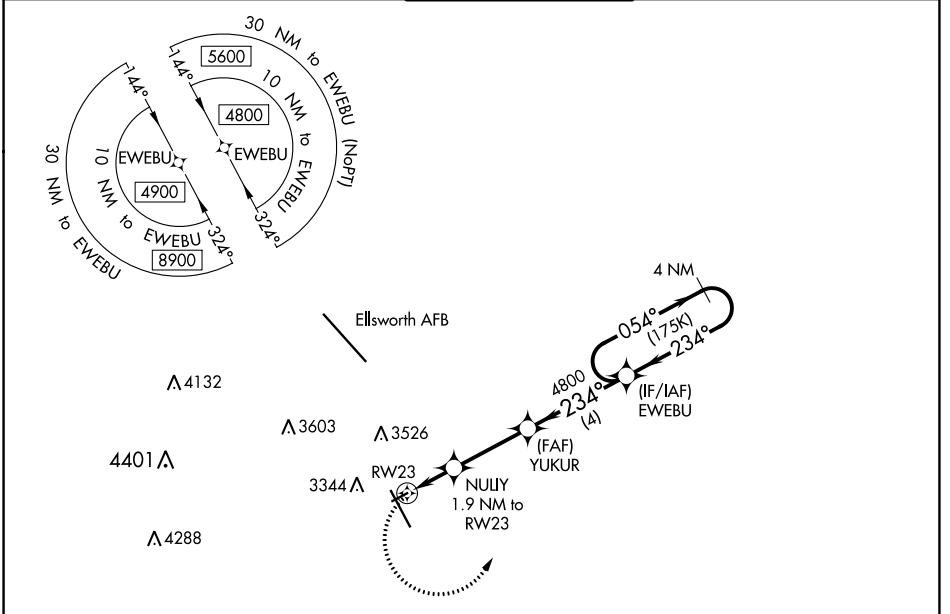 30 NM to EWEBU (NoPT)
5600
144°
10 NM to EWEBU
4800
EWEBU
324°
144°
EWEBU
4900
10 NM to EWEBU
324°
8900
30 NM to EWEBU
4 NM
Ellsworth AFB
054°
(175K)
234°
4800
234°
(4)
(IF/IAF)
EWEBU
4132
3603
3526
(FAF)
YUKUR
4401
RW23
3344
NULIY
1.9 NM to
RW23
4288